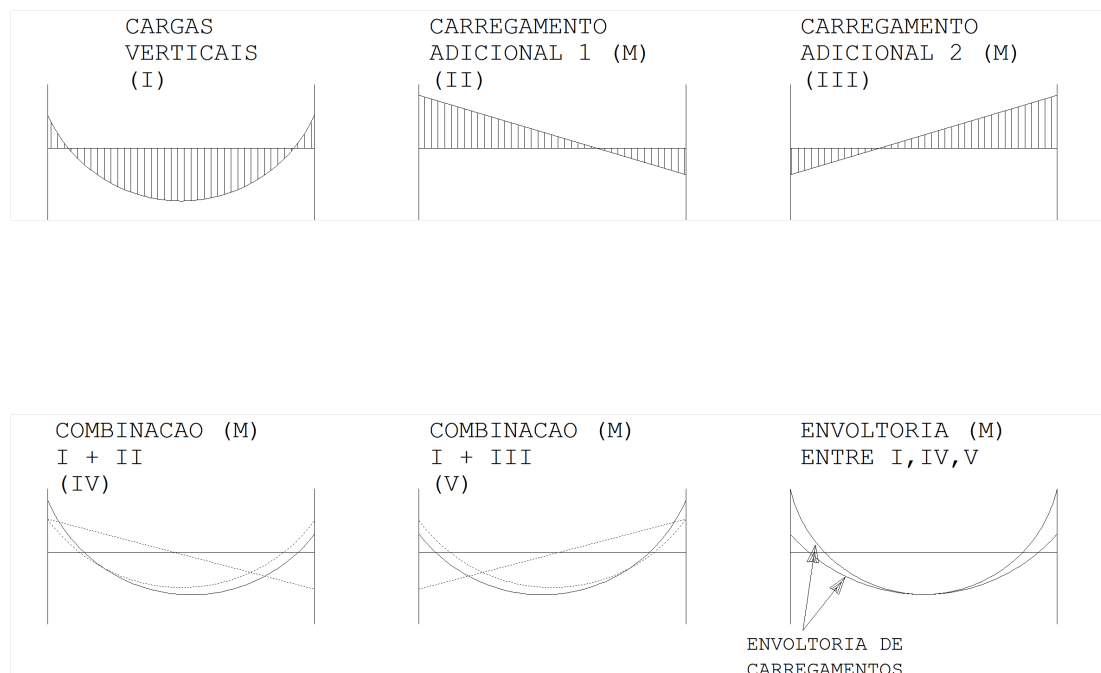 CARGAS
VERTICAIS
(I)
CARREGAMENTO
ADICIONAL 1 (M)
(II)
CARREGAMENTO
ADICIONAL 2 (M)
(III)
COMBINACAO (M)
I + II
(IV)
COMBINACAO (M)
I + III
(V)
ENVOLTORIA (M)
ENTRE I,IV,V
ENVOLTORIA DE
CARREGAMENTOS